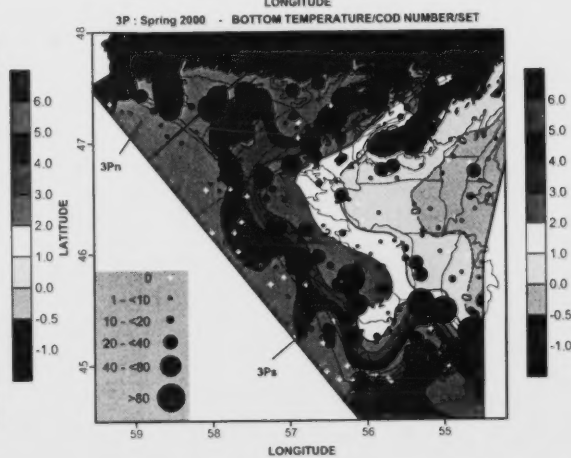 LONGITUDE
3P : Spring 2000 - BOTTOM TEMPERATURE/COD NUMBER/SET
48
47
46
45
LATITUDE
6.0
5.0
4.0
3.0
2.0
1.0
0.0
-0.5
-1.0
3Pn
3Ps
0
1 - <10
10 - <20
20 - <40
40 - <80
>80
6.0
5.0
4.0
3.0
2.0
1.0
0.0
-0.5
-1.0
59
58
57
56
55
LONGITUDE